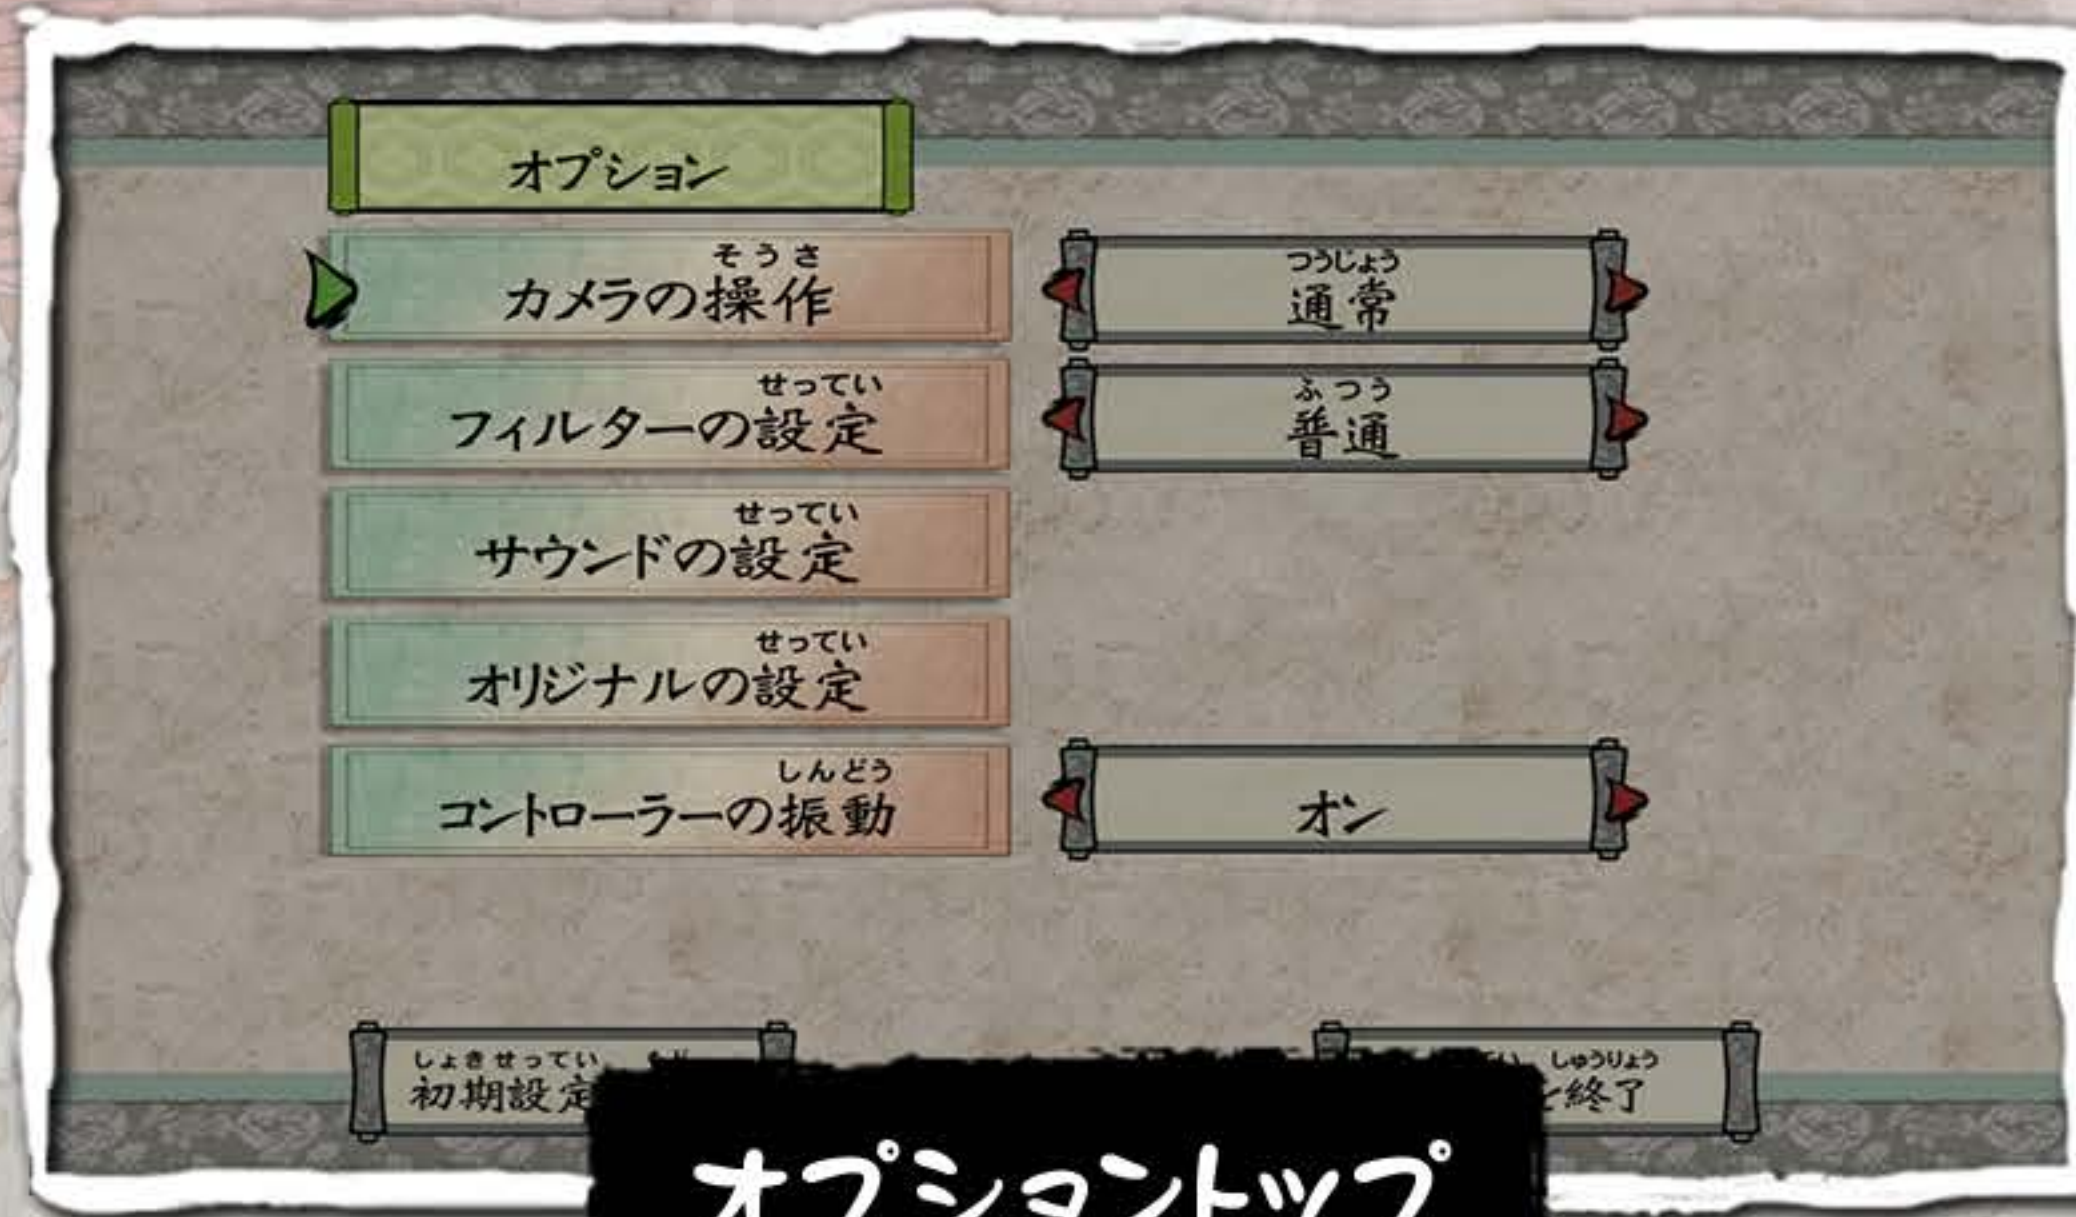 オプション
そうさ
カメラの操作
つうじょう
通常
せってい
フィルターの設定
ふつう
普通
せってい
サウンドの設定
せってい
オリジナルの設定
しんどう
コントローラーの振動
オン
しょきせってい
初期設定
しゅうりょう
終了
オプショントップ